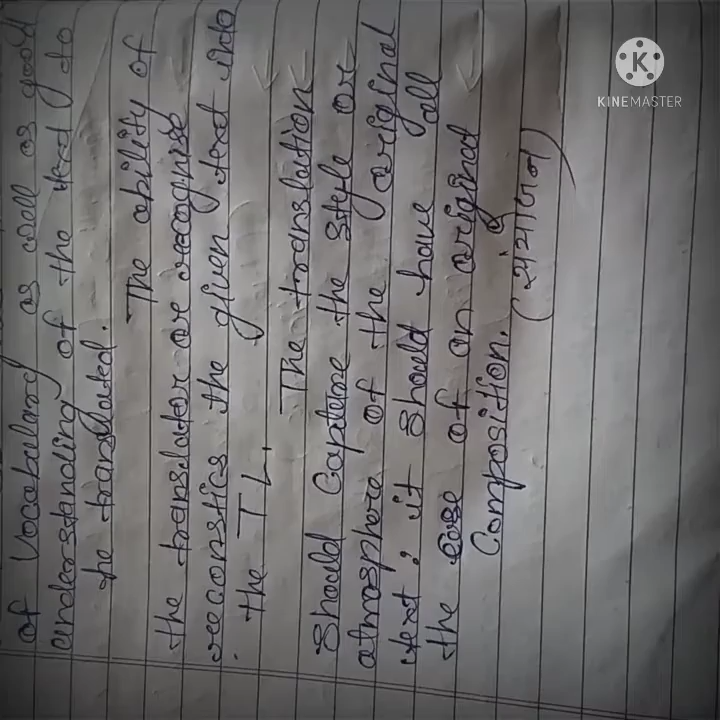 of vocabulary as well as good
understanding of the text to
be translated.
The ability of
the translator or recognise
reconstics the given text into
the TL.
The translation
should capture the style or
atmosphere of the original
text; it should have all
the ease of an original
Composition.
KINEMASTER